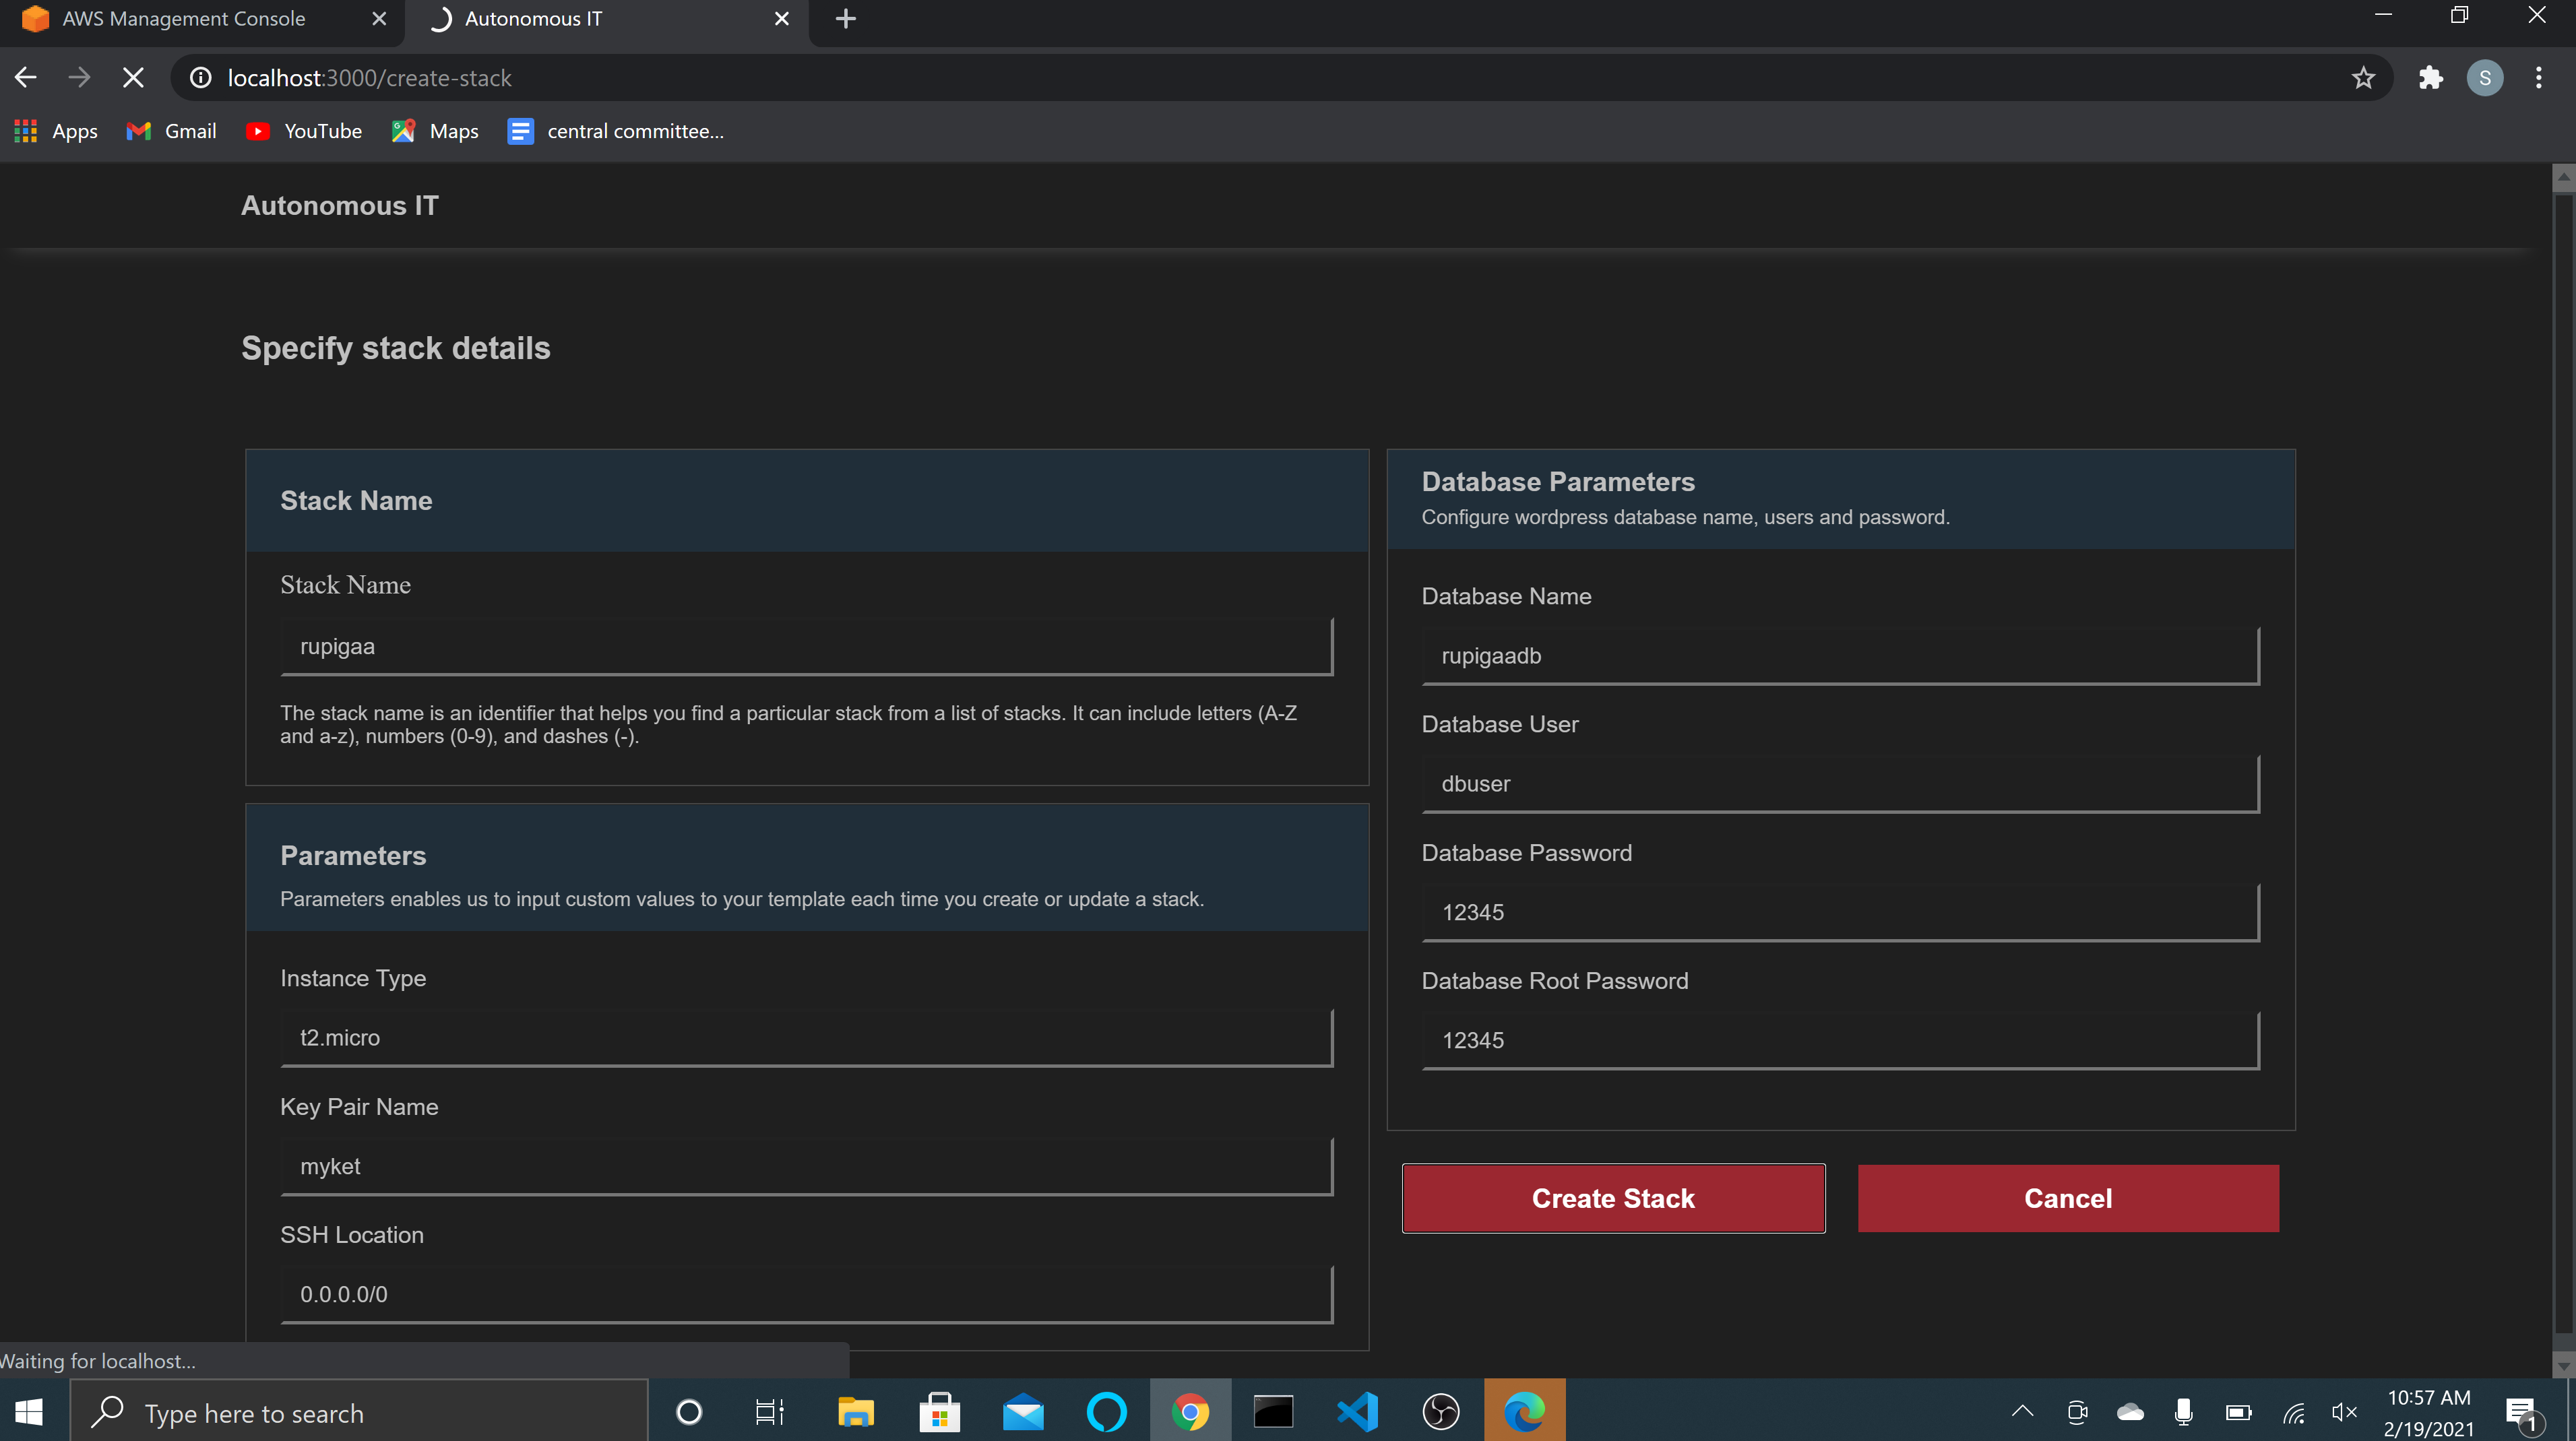 AWS Management Console
Autonomous IT
localhost:3000/create-stack
S
Apps
Gmail
YouTube
Maps
central committee...
Autonomous IT
Specify stack details
Stack Name
Stack Name
rupigaa
The stack name is an identifier that helps you find a particular stack from a list of stacks. It can include letters (A-Z
and a-z), numbers (0-9), and dashes (-).
Parameters
Parameters enables us to input custom values to your template each time you create or update a stack.
Instance Type
t2.micro
Key Pair Name
myket
SSH Location
0.0.0.0/0
Database Parameters
Configure wordpress database name, users and password.
Database Name
rupigaadb
Database User
dbuser
Database Password
12345
Database Root Password
12345
Create Stack
Cancel
Waiting for localhost...
Type here to search
10:57 AM
2/19/2021
1